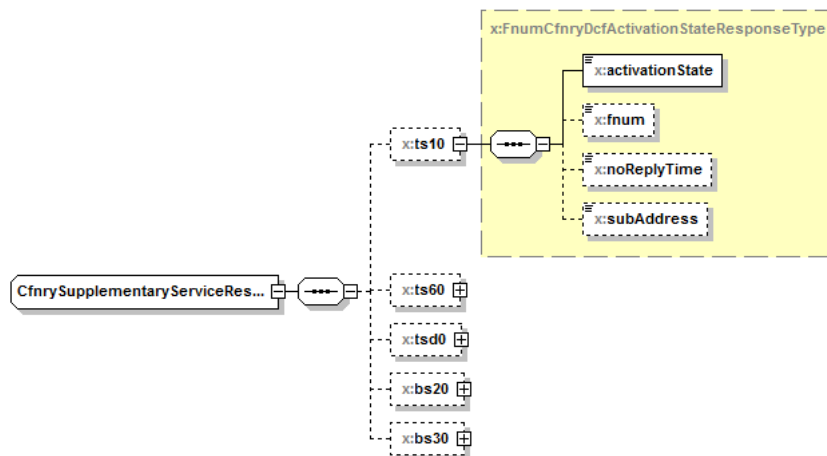 x:FnumCfnryDcfActivationStateResponseType
x:activationState
x:fnum
x:ts10
x:noReplyTime
x:subAddress
CfnrySupplementaryServiceRes...
x:ts60
x:tsd0
x:bs20
x:bs30